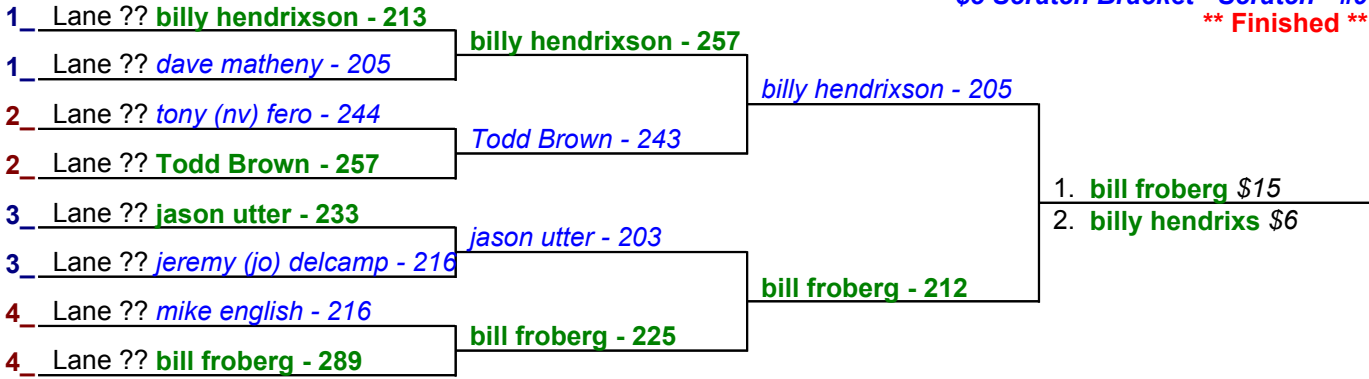 ** Finished **
1_ Lane ?? billy hendrixson - 213
1_ Lane ?? dave matheny - 205
2_ Lane ?? tony (nv) fero - 244
2_ Lane ?? Todd Brown - 257
3_ Lane ?? jason utter - 233
3_ Lane ?? jeremy (jo) delcamp - 216
4_ Lane ?? mike english - 216
4_ Lane ?? bill froberg - 289
billy hendrixson - 257
Todd Brown - 243
jason utter - 203
bill froberg - 225
billy hendrixson - 205
bill froberg - 212
1. bill froberg $15
2. billy hendrixs $6